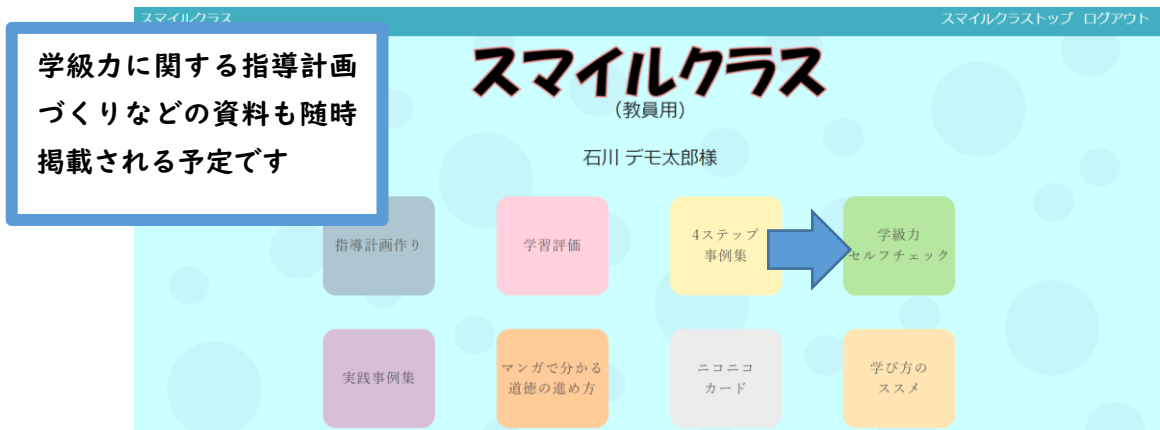 スマイルクラス
スマイルクラストップ ログアウト
学級力に関する指導計画
づくりなどの資料も随時
掲載される予定です
スマイルクラス
(教員用)
石川 デモ太郎様
指導計画作り
学習評価
4ステップ
事例集
学級力
セルフチェック
実践事例集
マンガで分かる
道徳の進め方
ニコニコ
カード
学び方の
ススメ